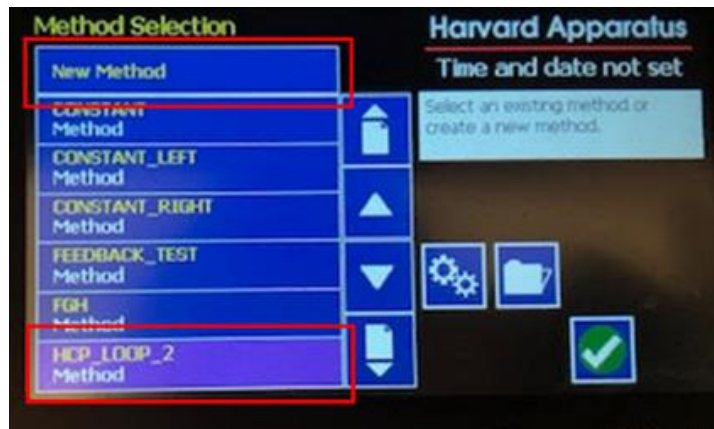 Method Selection
New Method
CONSTANT
Method
CONSTANT_LEFT
Method
CONSTANT_RIGHT
Method
FEEDBACK_TEST
Method
FGH
Method
HCP_LOOP_2
Method
Harvard Apparatus
Time and date not set
Select an existing method or
create a new method.